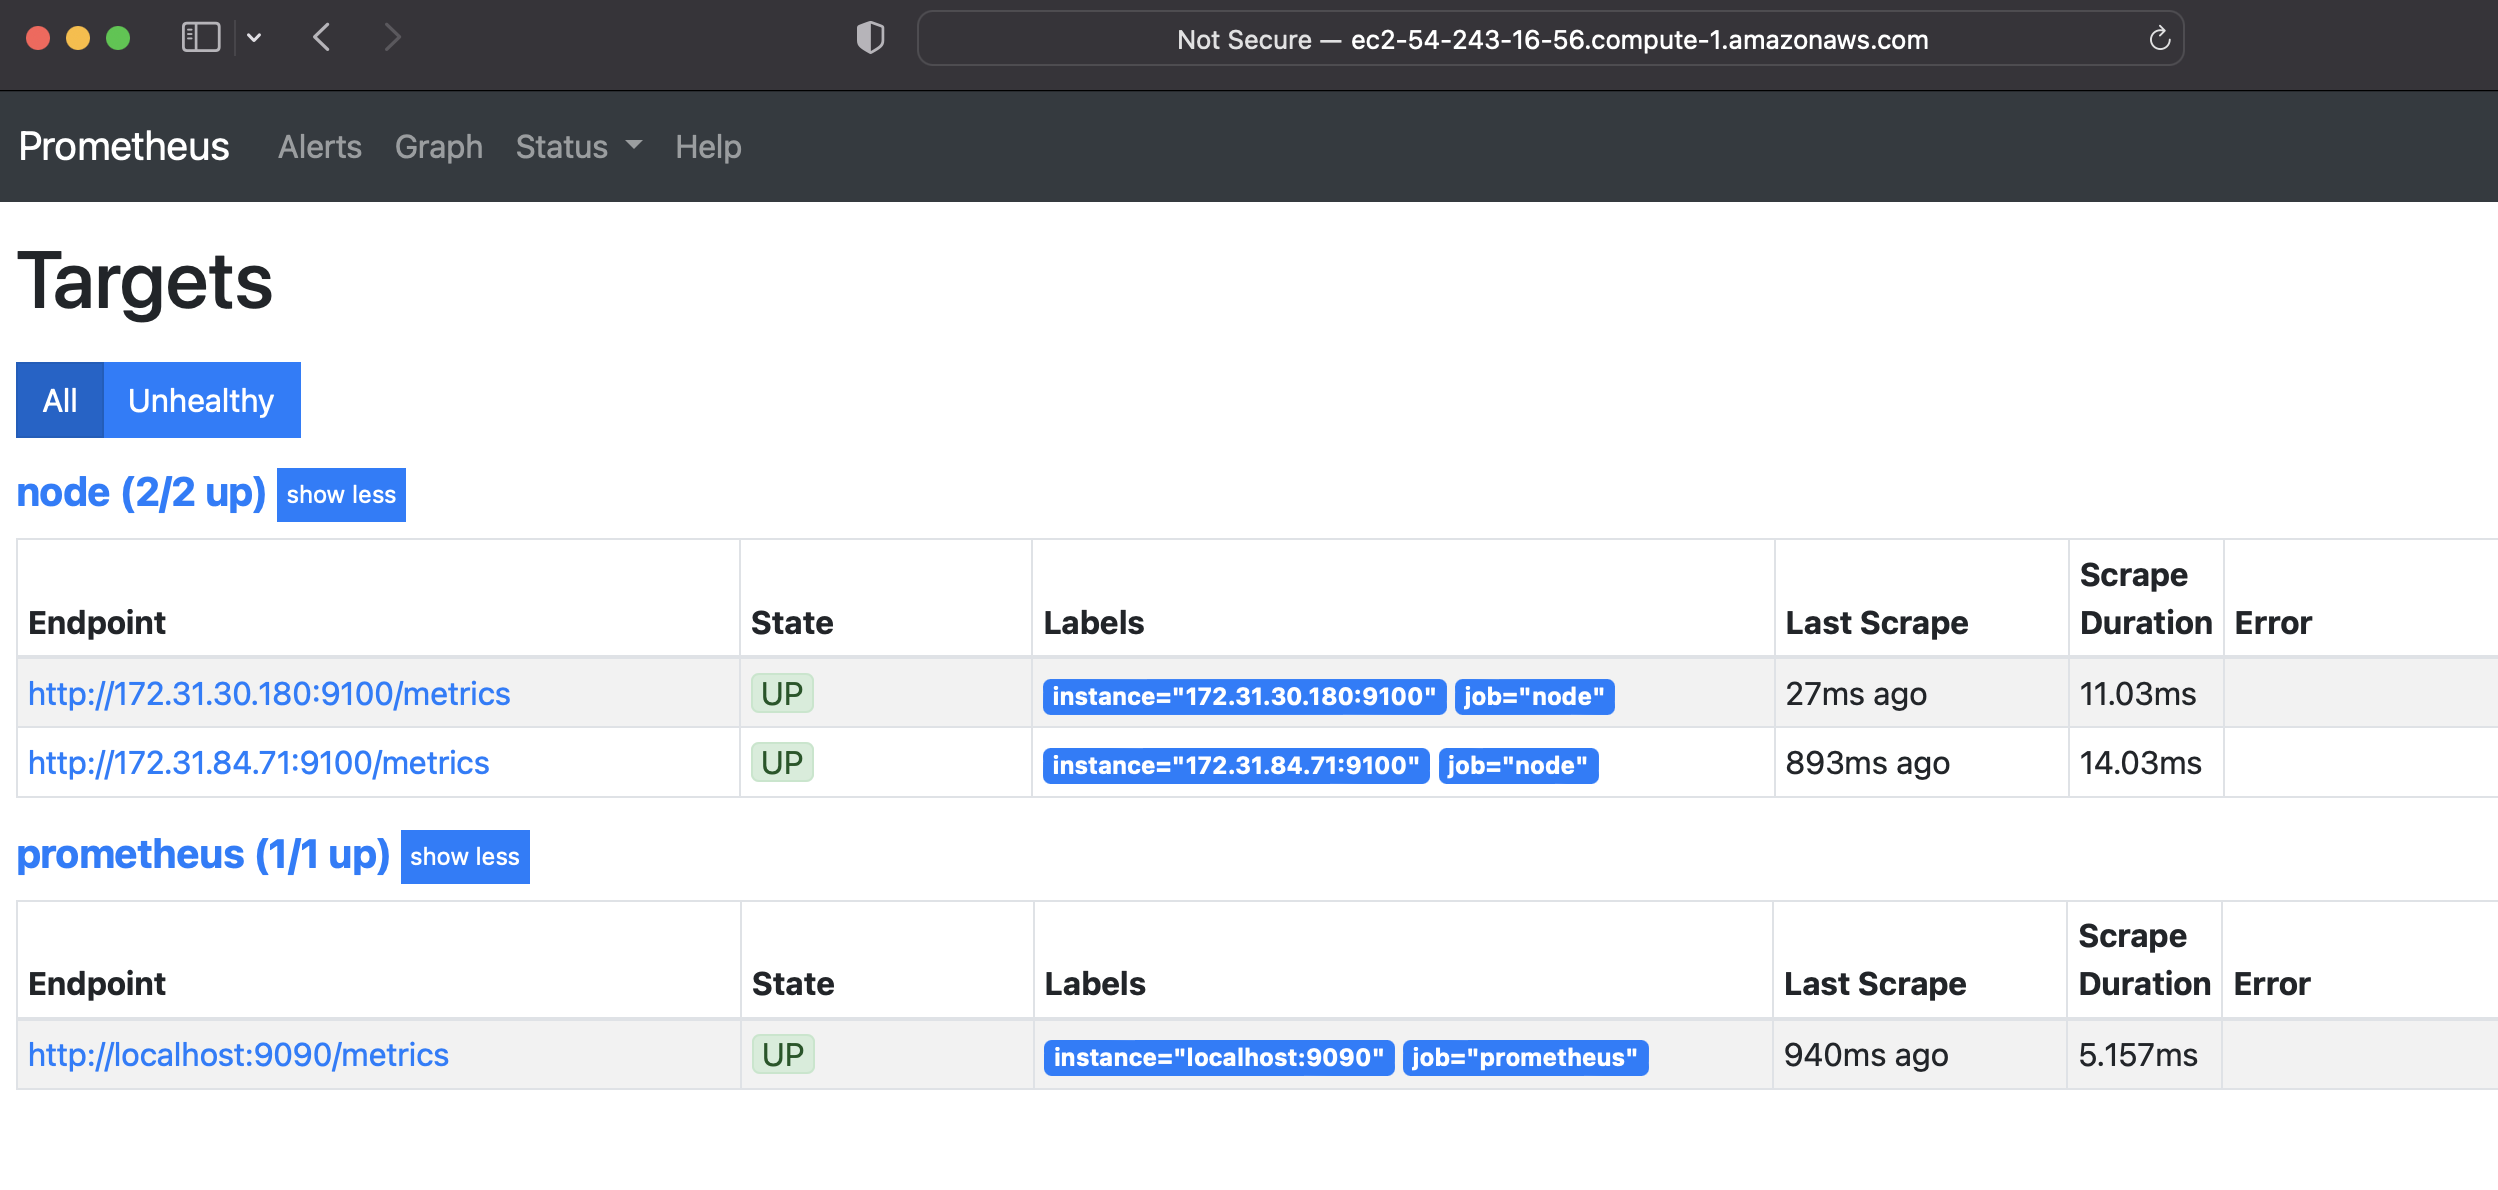 Not Secure — ec2-54-243-16-56.compute-1.amazonaws.com
Prometheus Alerts Graph Status Help
Targets
All Unhealthy
node (2/2 up) show less
Endpoint State Labels Last Scrape Scrape Duration Error
http://172.31.30.180:9100/metrics UP instance="172.31.30.180:9100" job="node" 27ms ago 11.03ms
http://172.31.84.71:9100/metrics UP instance="172.31.84.71:9100" job="node" 893ms ago 14.03ms
prometheus (1/1 up) show less
Endpoint State Labels Last Scrape Scrape Duration Error
http://localhost:9090/metrics UP instance="localhost:9090" job="prometheus" 940ms ago 5.157ms